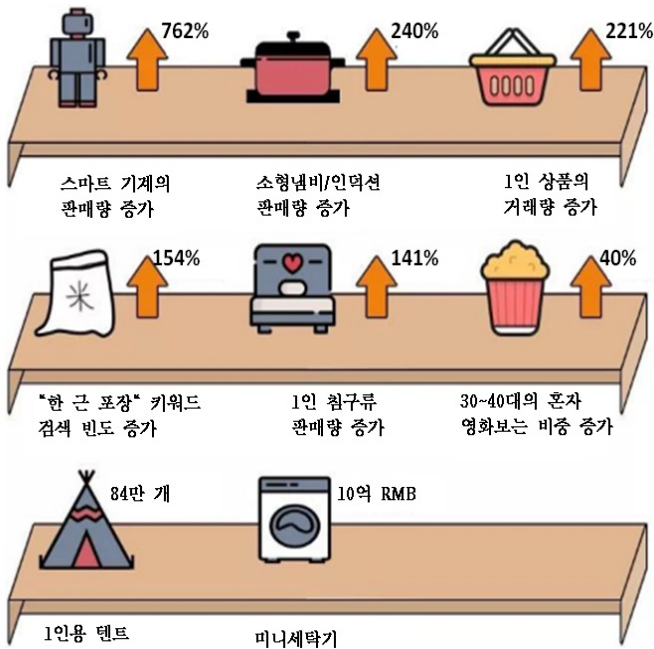 762%
240%
221%
스마트 기계의
판매량 증가
소형냄비/인덕션
판매량 증가
1인 상품의
거래량 증가
米
154%
141%
40%
“한 근 포장“ 키워드
검색 빈도 증가
1인 침구류
판매량 증가
30~40대의 혼자
영화보는 비중 증가
84만 개
10억 RMB
1인용 텐트
미니세탁기